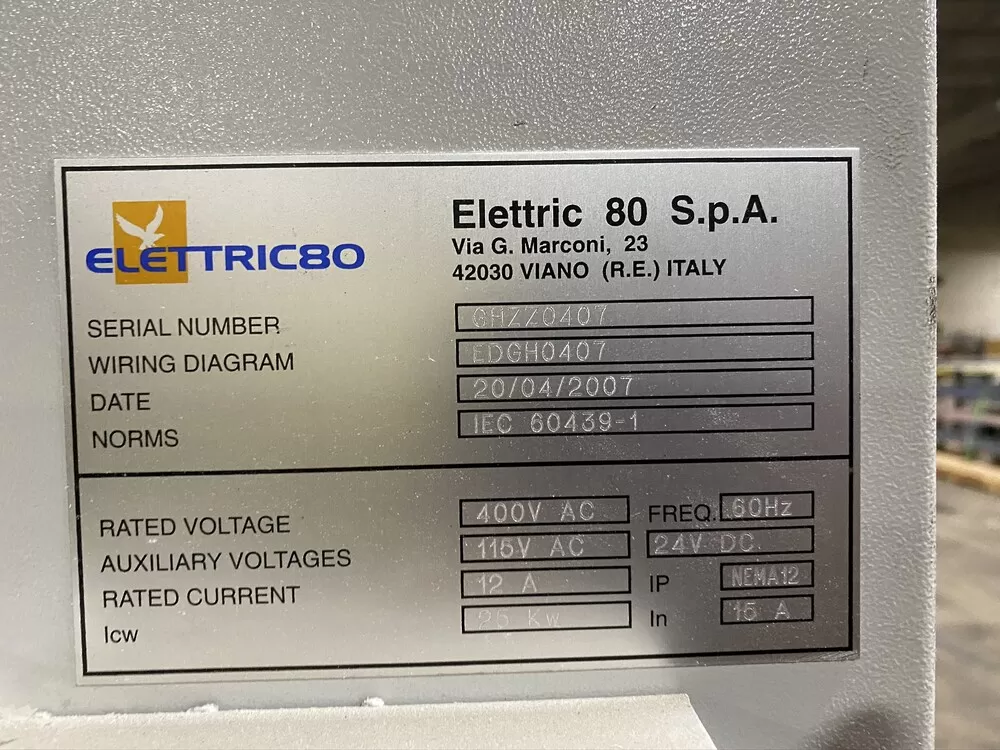 ELETTRIC80
Elettric 80 S.p.A.
Via G. Marconi, 23
42030 VIANO (R.E.) ITALY
SERIAL NUMBER GHZZ0407
WIRING DIAGRAM EDGH0407
DATE 20/04/2007
NORMS IEC 60439-1
RATED VOLTAGE 400V AC FREQ. 60Hz
AUXILIARY VOLTAGES 115V AC 24V DC
RATED CURRENT 12 A IP NEMA12
Icw 25 Kw In 15 A